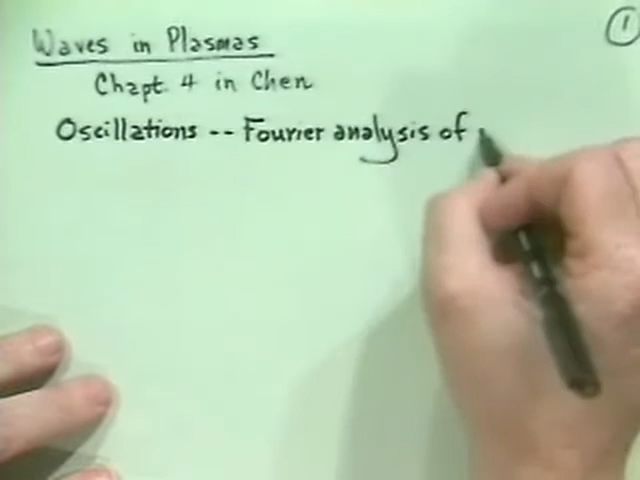 ①
Waves in Plasmas
Chapt. 4 in Chen
Oscillations -- Fourier analysis of